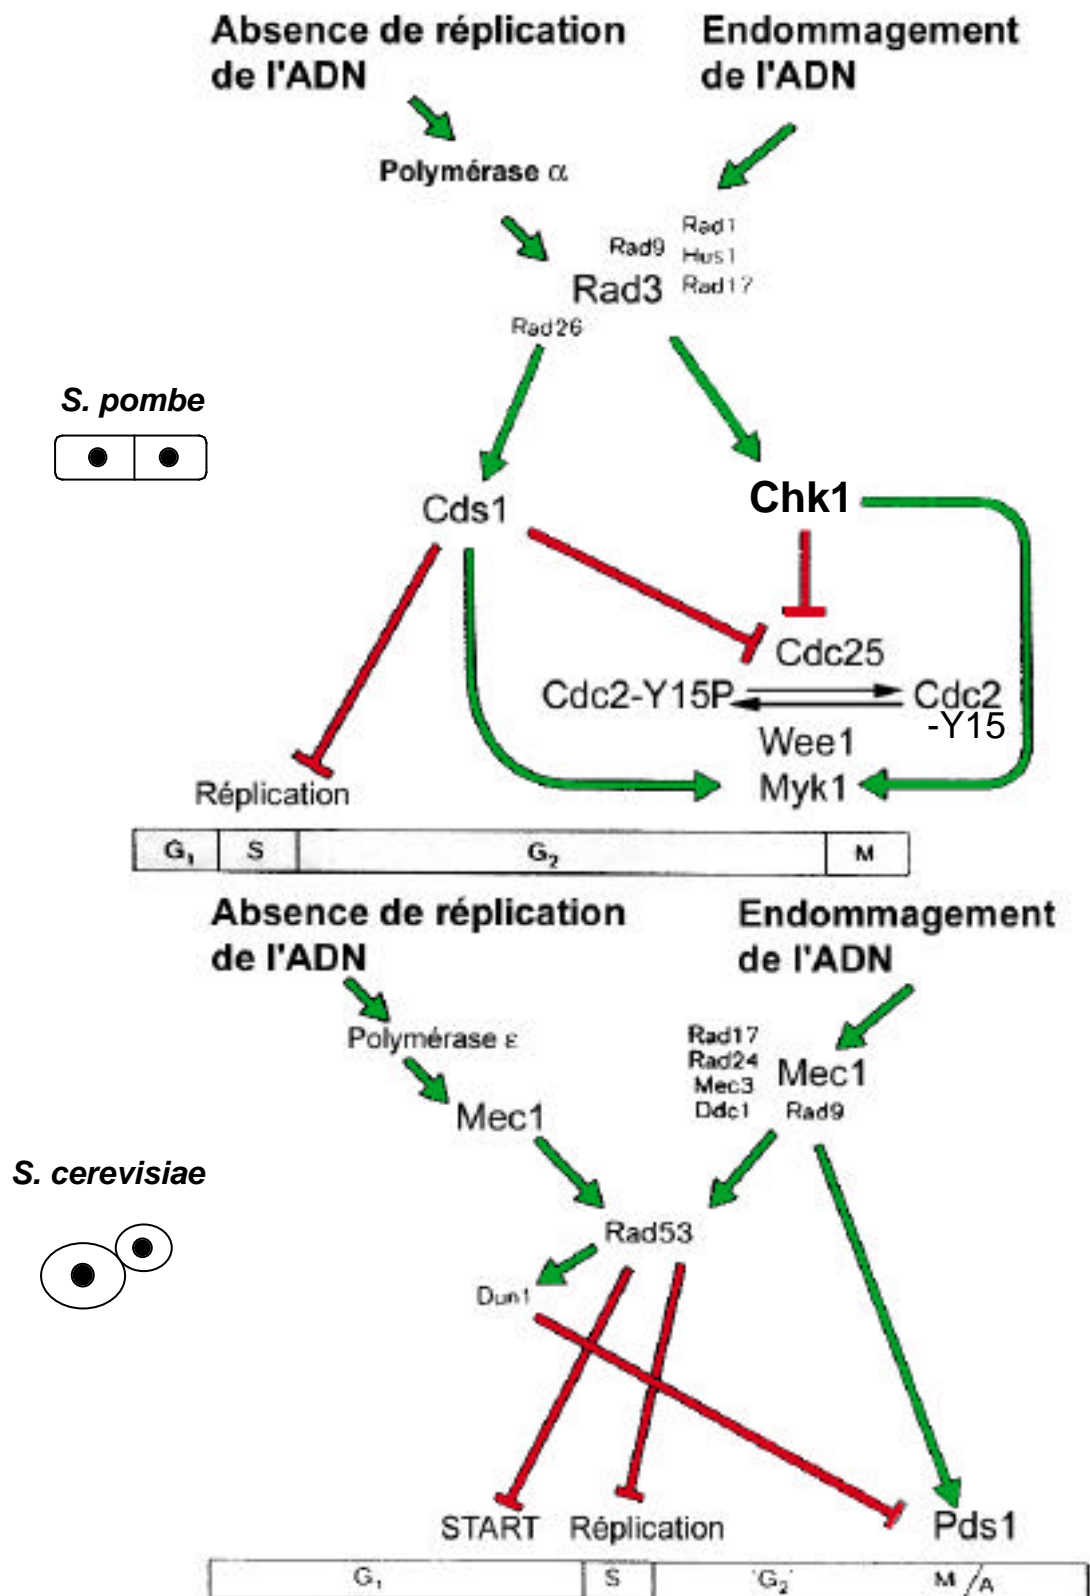 Absence de réplication
de l'ADN
Endommagement
de l'ADN
Polymérase α
Rad9
Rad1
Hus1
Rad17
Rad3
Rad26
S. pombe
Cds1
Chk1
Cdc25
Cdc2-Y15P
Cdc2
-Y15
Wee1
Myk1
Réplication
G₁ S G₂ M
Absence de réplication
de l'ADN
Endommagement
de l'ADN
Polymérase ε
Mec1
Rad17
Rad24
Mec3
Ddc1
Mec1
Rad9
S. cerevisiae
Rad53
Dun1
START Réplication Pds1
G₁ S G₂ M/A